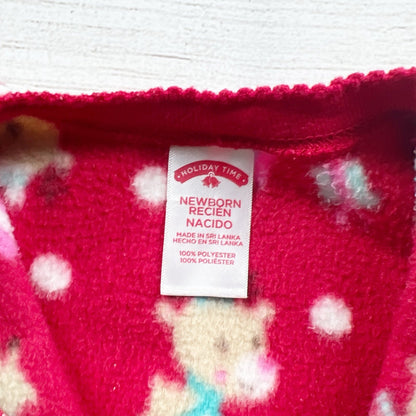 HOLIDAY TIME
NEWBORN
RECIÉN
NACIDO
MADE IN SRI LANKA
HECHO EN SRI LANKA
100% POLYESTER
100% POLIÉSTER